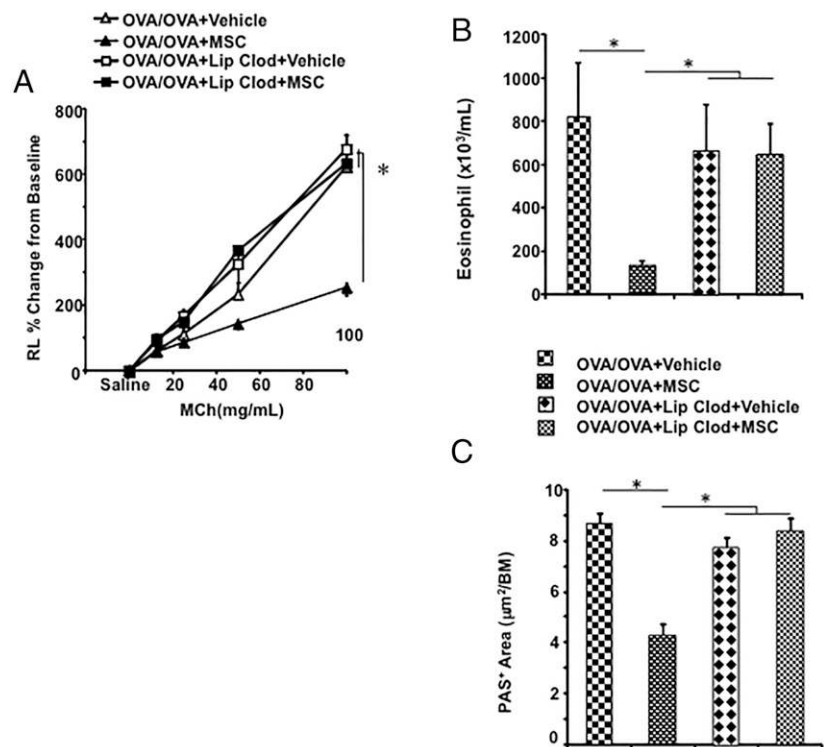 OVA/OVA+Vehicle
OVA/OVA+MSC
OVA/OVA+Lip Clod+Vehicle
OVA/OVA+Lip Clod+MSC
A
800
600
400
200
0
RL % Change from Baseline
*
100
Saline 20 40 60 80
MCh(mg/mL)
B
1200
1000
800
600
400
200
0
Eosinophil (x10³/mL)
*
*
OVA/OVA+Vehicle
OVA/OVA+MSC
OVA/OVA+Lip Clod+Vehicle
OVA/OVA+Lip Clod+MSC
C
10
8
6
4
2
0
PAS⁺ Area (µm²/BM)
*
*